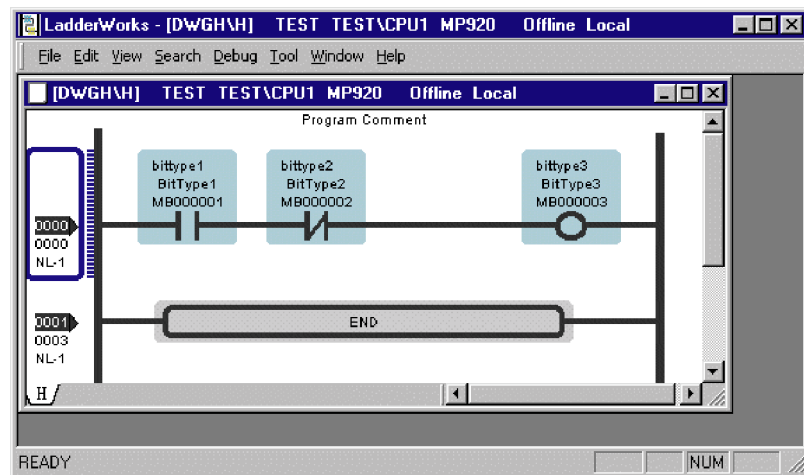 LadderWorks - [DWGH\H] TEST TEST\CPU1 MP920 Offline Local
File Edit View Search Debug Tool Window Help
[DWGH\H] TEST TEST\CPU1 MP920 Offline Local
Program Comment
bittype1 bittype2 bittype3
BitType1 BitType2 BitType3
MB000001 MB000002 MB000003
0000
0000
NL-1
0001 END
0003
NL-1
H
READY NUM